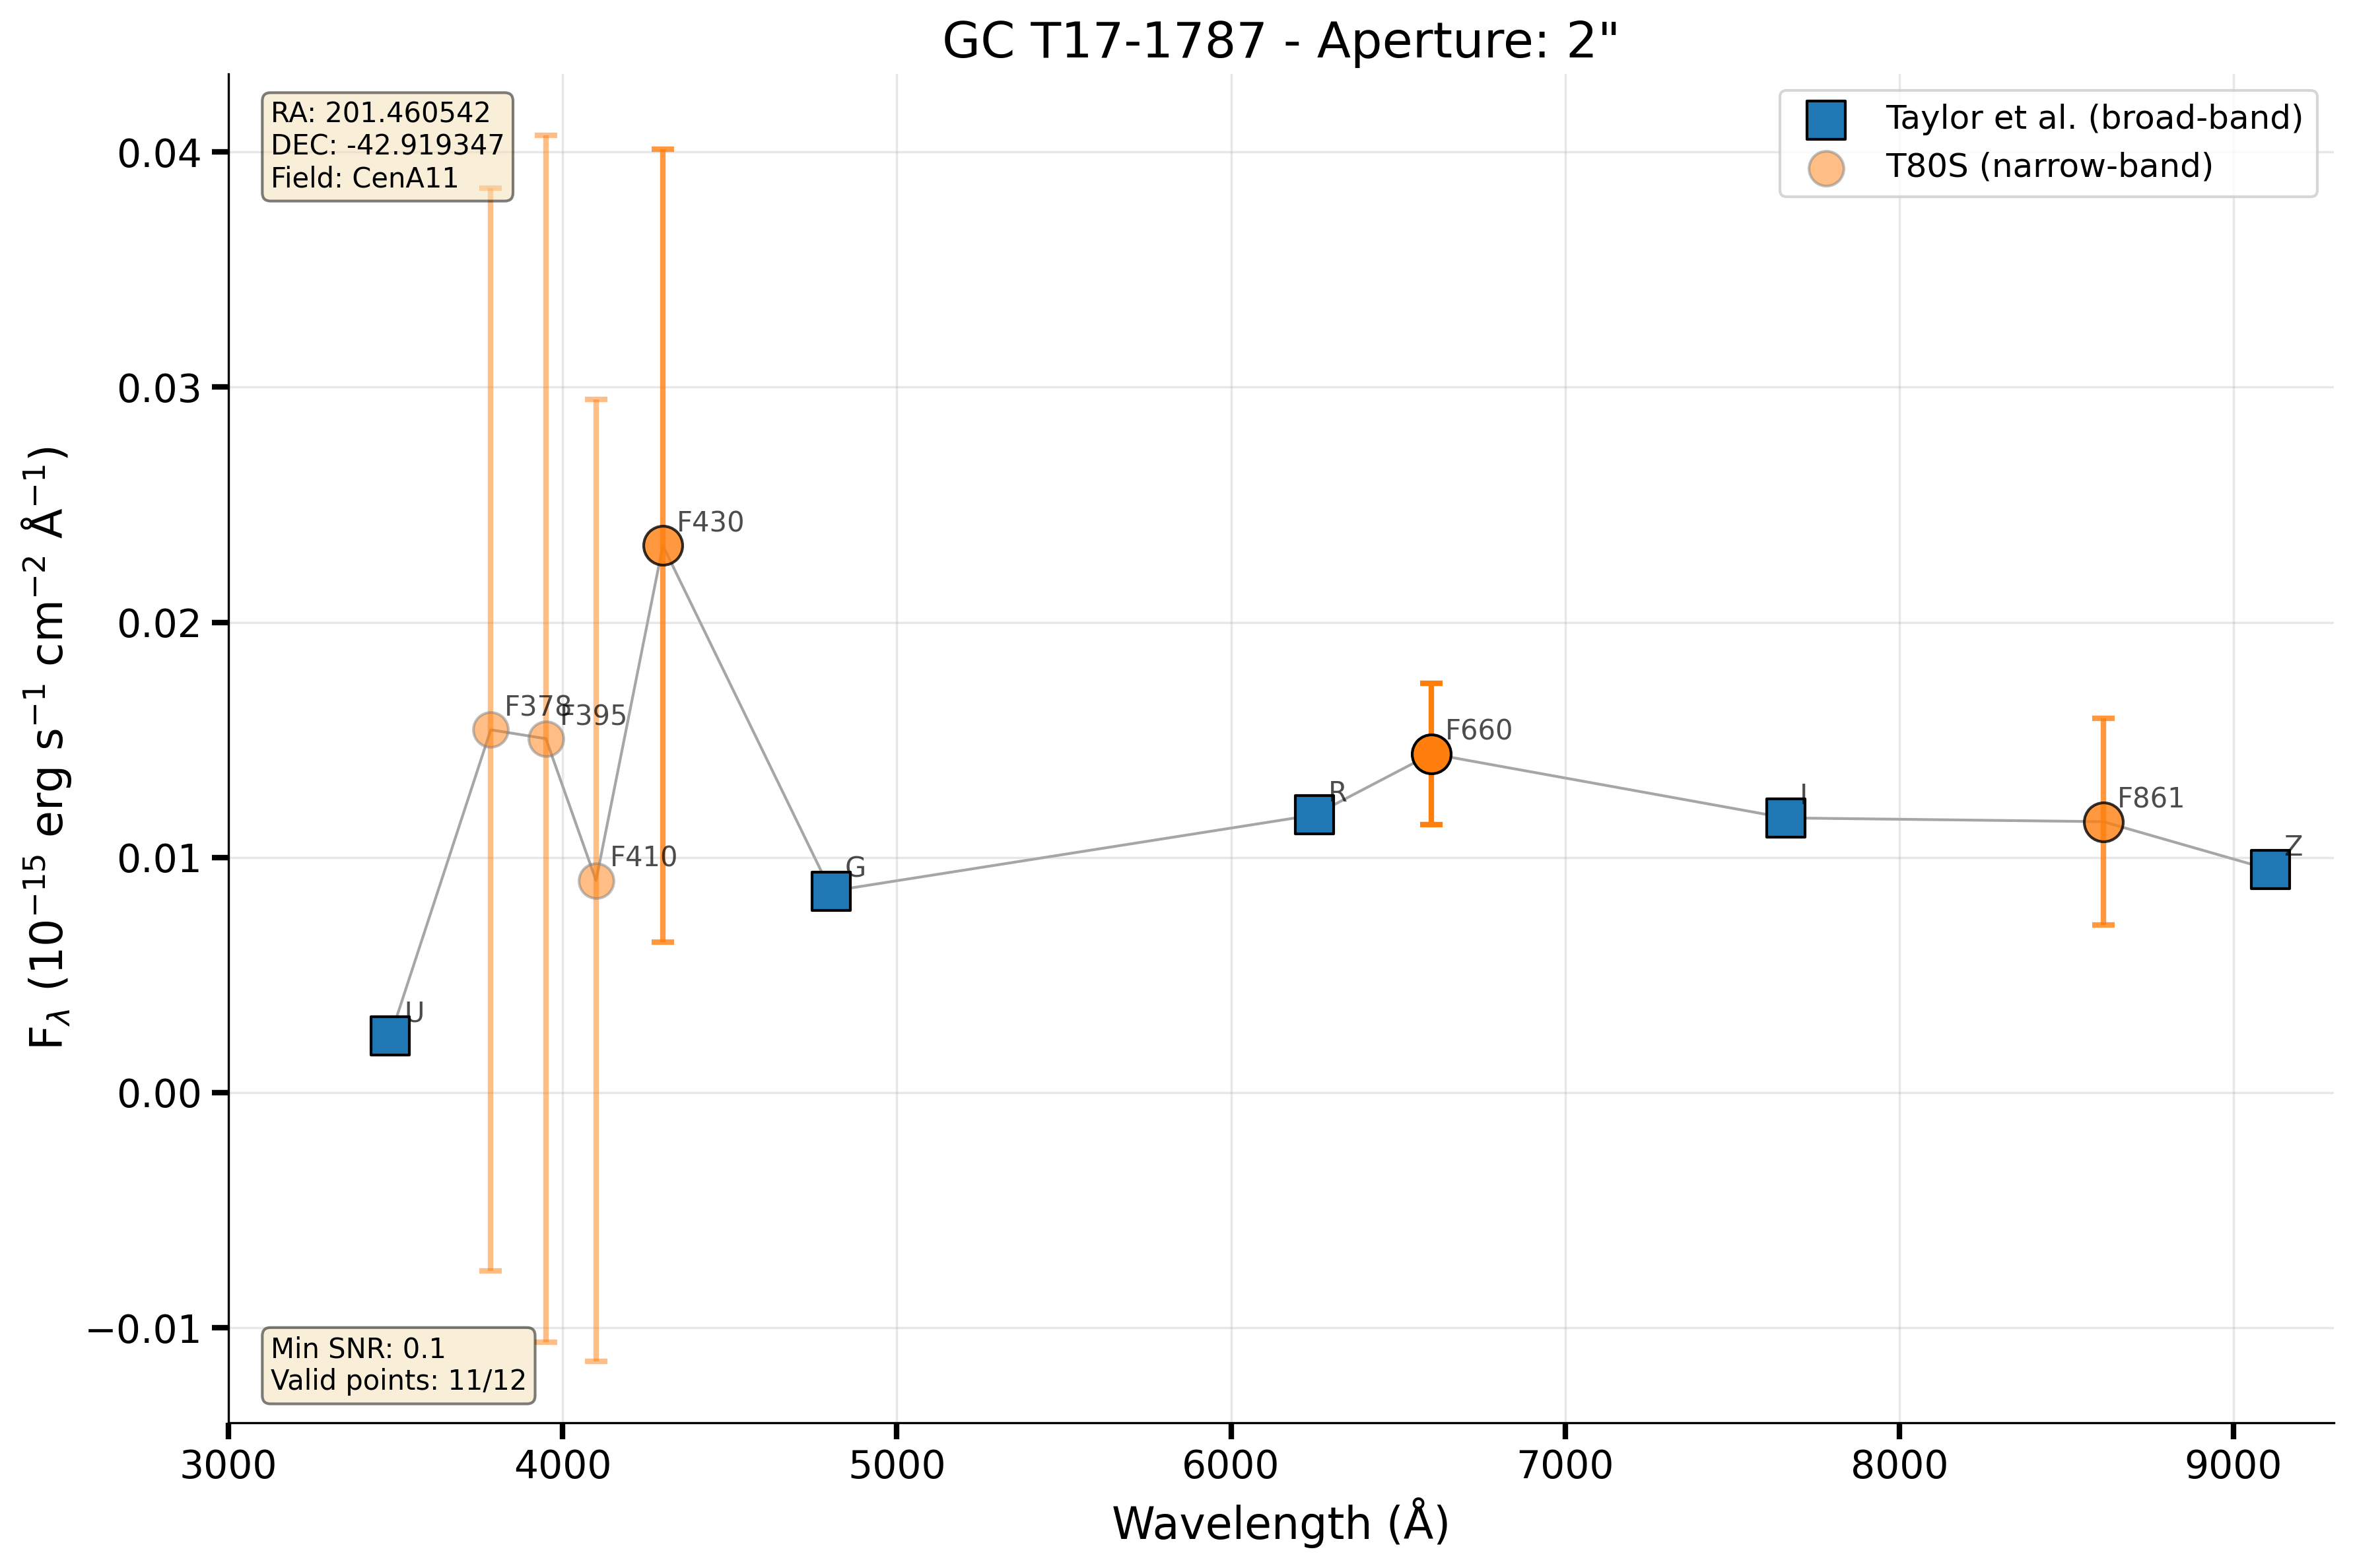 GC T17-1787 - Aperture: 2"
RA: 201.460542
DEC: -42.919347
Field: CenA11
Taylor et al. (broad-band)
T80S (narrow-band)
0.04
0.03
0.02
0.01
0.00
−0.01
F$_λ$ (10$^{−15}$ erg s$^{−1}$ cm$^{−2}$ Å$^{−1}$)
U
F378
F395
F410
F430
G
R
F660
I
F861
Z
Min SNR: 0.1
Valid points: 11/12
3000 4000 5000 6000 7000 8000 9000
Wavelength (Å)